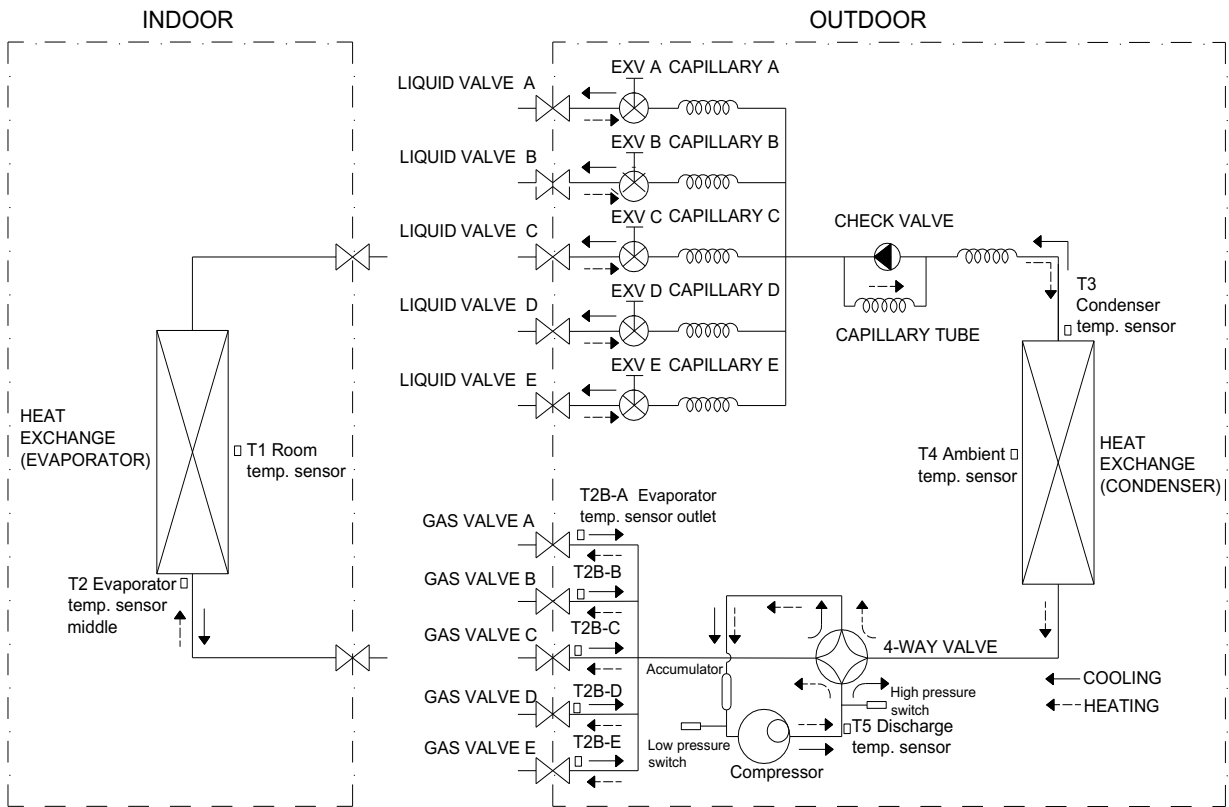 INDOOR
OUTDOOR
LIQUID VALVE A
EXV A CAPILLARY A
LIQUID VALVE B
EXV B CAPILLARY B
LIQUID VALVE C
EXV C CAPILLARY C
LIQUID VALVE D
EXV D CAPILLARY D
LIQUID VALVE E
EXV E CAPILLARY E
CHECK VALVE
CAPILLARY TUBE
T3
Condenser
temp. sensor
HEAT
EXCHANGE
(EVAPORATOR)
T1 Room
temp. sensor
T4 Ambient
temp. sensor
HEAT
EXCHANGE
(CONDENSER)
T2 Evaporator
temp. sensor
middle
T2B-A Evaporator
temp. sensor outlet
GAS VALVE A
GAS VALVE B
T2B-B
GAS VALVE C
T2B-C
GAS VALVE D
T2B-D
GAS VALVE E
T2B-E
4-WAY VALVE
Accumulator
High pressure
switch
Low pressure
switch
T5 Discharge
temp. sensor
Compressor
COOLING
HEATING